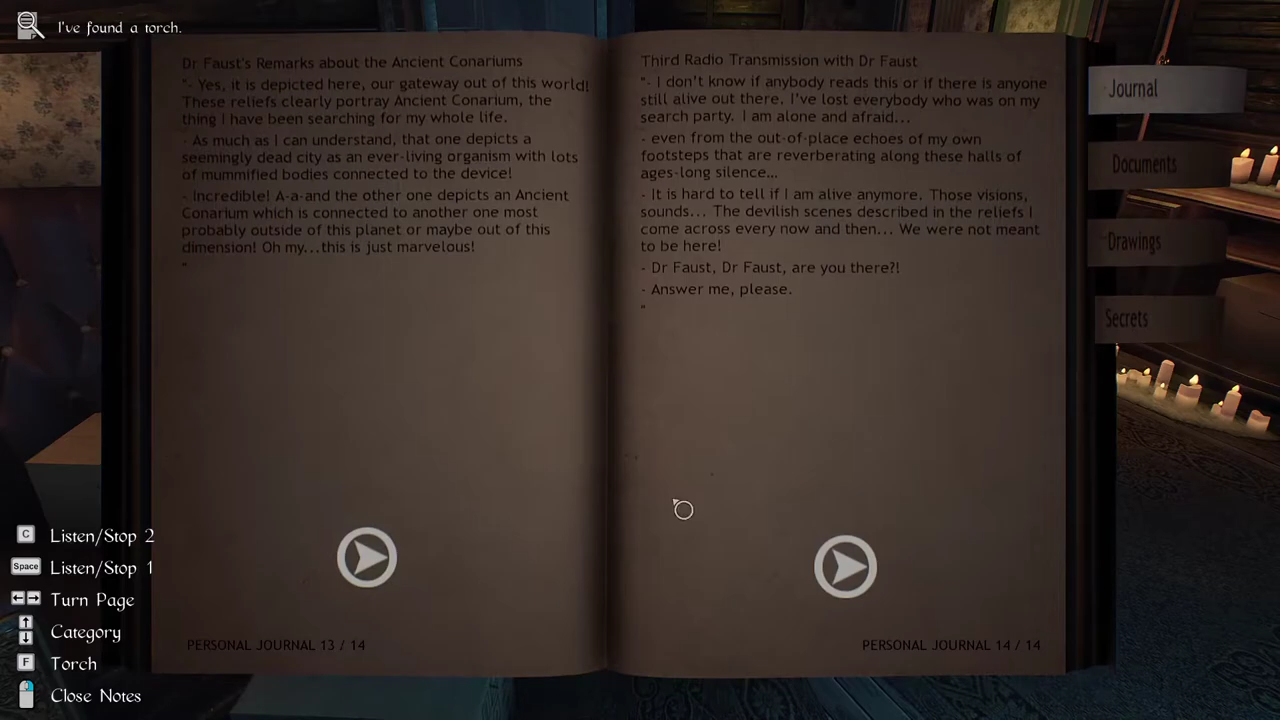 I've found a torch.
Dr Faust's Remarks about the Ancient Conariums
"- Yes, it is depicted here, our gateway out of this world!
These reliefs clearly portray Ancient Conarium, the
thing I have been searching for my whole life.
- As much as I can understand, that one depicts a
seemingly dead city as an ever-living organism with lots
of mummified bodies connected to the device!
- Incredible! A-a-and the other one depicts an Ancient
Conarium which is connected to another one most
probably outside of this planet or maybe out of this
dimension! Oh my...this is just marvelous!
"
PERSONAL JOURNAL 13 / 14
Third Radio Transmission with Dr Faust
"- I don't know if anybody reads this or if there is anyone
still alive out there. I've lost everybody who was on my
search party. I am alone and afraid...
- even from the out-of-place echoes of my own
footsteps that are reverberating along these halls of
ages-long silence...
- It is hard to tell if I am alive anymore. Those visions,
sounds... The devilish scenes described in the reliefs I
come across every now and then... We were not meant
to be here!
- Dr Faust, Dr Faust, are you there?!
- Answer me, please.
"
PERSONAL JOURNAL 14 / 14
Journal
Documents
Drawings
Secrets
C Listen/Stop 2
Space Listen/Stop 1
←→ Turn Page
↑↓ Category
F Torch
Close Notes